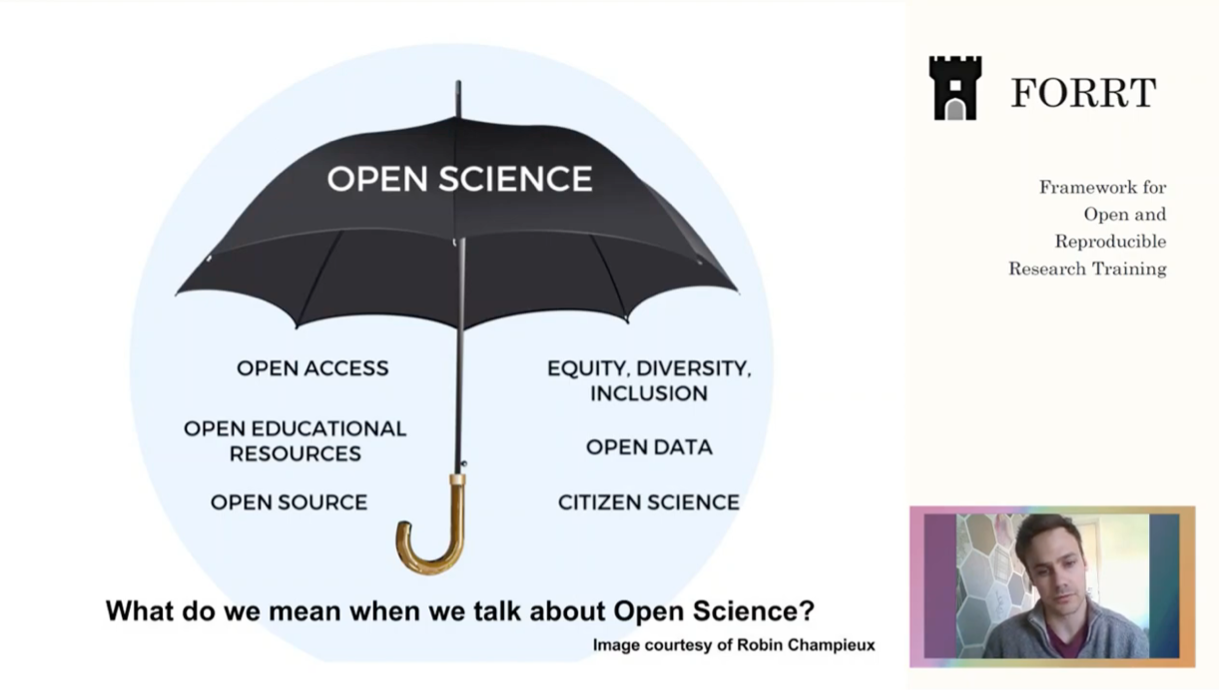 OPEN SCIENCE
OPEN ACCESS
OPEN EDUCATIONAL
RESOURCES
OPEN SOURCE
EQUITY, DIVERSITY,
INCLUSION
OPEN DATA
CITIZEN SCIENCE
What do we mean when we talk about Open Science?
Image courtesy of Robin Champieux
FORRT
Framework for
Open and
Reproducible
Research Training